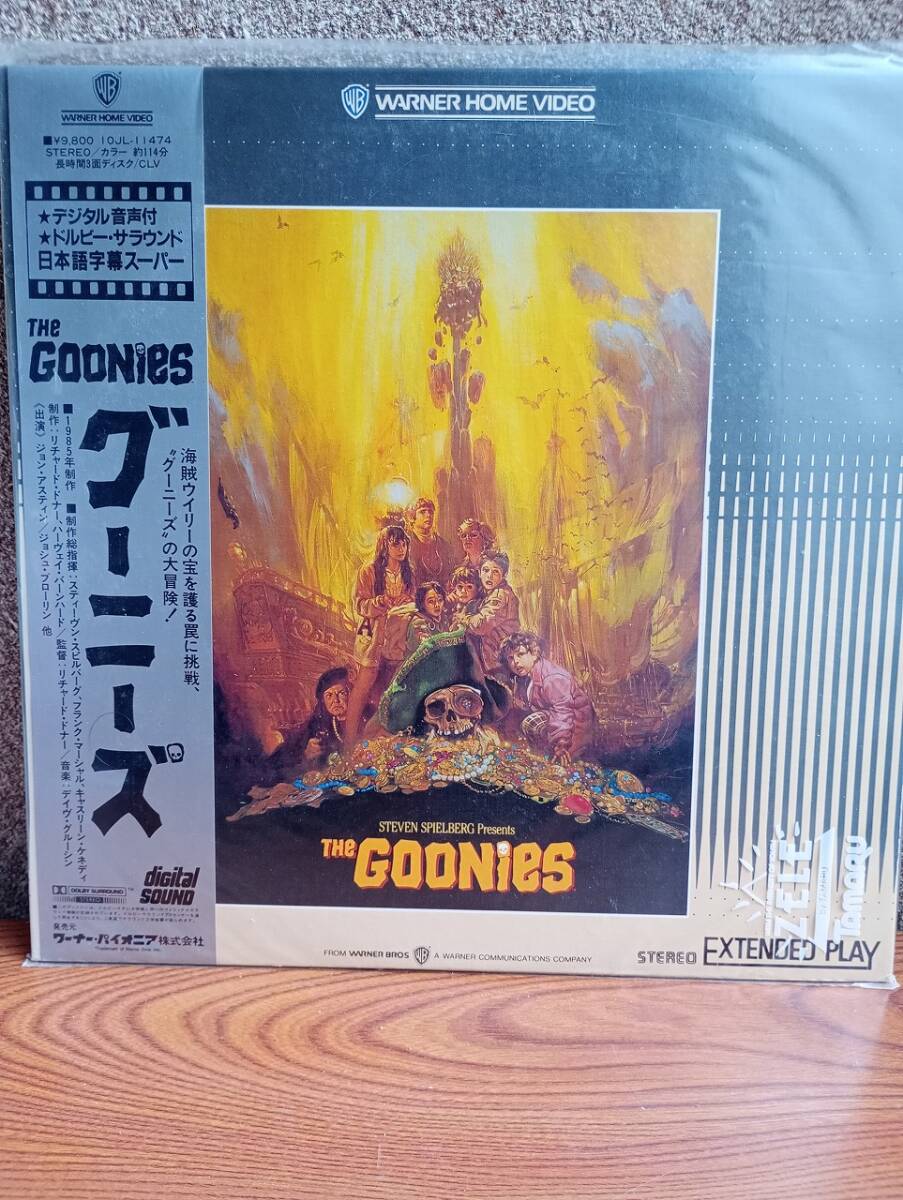 WB
WARNER HOME VIDEO
■¥9,800 10JL-11474
STEREO/カラー 約114分
長時間3面ディスク/CLV
★デジタル音声付
★ドルビー・サラウンド
日本語字幕スーパー
THE
GOONIES
グーニーズ
海賊ウイリーの宝を護る罠に挑戦、
"グーニーズ"の大冒険!
■1985年制作 ■制作総指揮:スティーヴン・スピルバーグ、フランク・マーシャル、キャスリーン・ケネディ
制作:リチャード・ドナー、ハーヴェイ・バーンハード/監督:リチャード・ドナー/音楽:デイヴ・グルーシン
〈出演〉ジョン・アスティン/ジョシュ・ブローリン 他
DOLBY SURROUND
STEREO
digital
SOUND
発売元
ワーナー・パイオニア株式会社
WB WARNER HOME VIDEO
STEVEN SPIELBERG Presents
THE GOONIES
FROM WARNER BROS WB A WARNER COMMUNICATIONS COMPANY
STEREO EXTENDED PLAY
ZELE